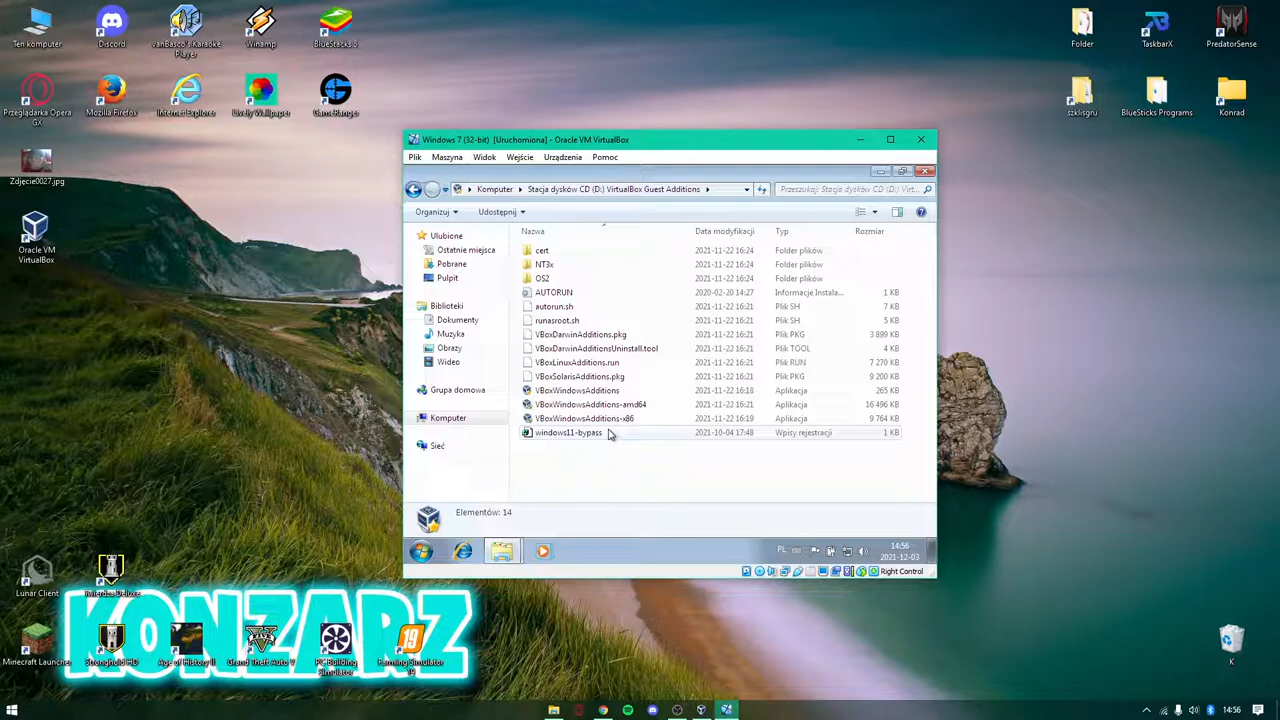 Ten komputer
Discord
vanBasco's Karaoke
Player
Winamp
BlueStacks 5
Folder
TaskbarX
PredatorSense
Przeglądarka Opera
GX
Mozilla Firefox
Internet Explorer
Lively Wallpaper
GameRanger
szklisgru
BlueSticks Programs
Konrad
Zdjęcie0027.jpg
Oracle VM
VirtualBox
Windows 7 (32-bit) [Uruchomiona] - Oracle VM VirtualBox
Plik Maszyna Widok Wejście Urządzenia Pomoc
Komputer Stacja dysków CD (D:) VirtualBox Guest Additions
Przeszukaj: Stacja dysków CD (D:) Virt...
Organizuj Udostępnij
Ulubione
Ostatnie miejsca
Pobrane
Pulpit
Biblioteki
Dokumenty
Muzyka
Obrazy
Wideo
Grupa domowa
Komputer
Sieć
Nazwa Data modyfikacji Typ Rozmiar
cert 2021-11-22 16:24 Folder plików
NT3x 2021-11-22 16:24 Folder plików
OS2 2021-11-22 16:24 Folder plików
AUTORUN 2020-02-20 14:27 Informacje Instala... 1 KB
autorun.sh 2021-11-22 16:21 Plik SH 7 KB
runasroot.sh 2021-11-22 16:21 Plik SH 5 KB
VBoxDarwinAdditions.pkg 2021-11-22 16:21 Plik PKG 3 899 KB
VBoxDarwinAdditionsUninstall.tool 2021-11-22 16:21 Plik TOOL 4 KB
VBoxLinuxAdditions.run 2021-11-22 16:21 Plik RUN 7 270 KB
VBoxSolarisAdditions.pkg 2021-11-22 16:21 Plik PKG 9 200 KB
VBoxWindowsAdditions 2021-11-22 16:18 Aplikacja 265 KB
VBoxWindowsAdditions-amd64 2021-11-22 16:21 Aplikacja 16 496 KB
VBoxWindowsAdditions-x86 2021-11-22 16:19 Aplikacja 9 764 KB
windows11-bypass 2021-10-04 17:48 Wpisy rejestracji 1 KB
Elementów: 14
PL
14:56
2021-12-03
Right Control
Lunar Client
Twierdza Deluxe
KONZARZ
Minecraft Launcher
Stronghold HD
Age of History II
Grand Theft Auto V
PC Building
Simulator
Farming Simulator
19
K
14:56